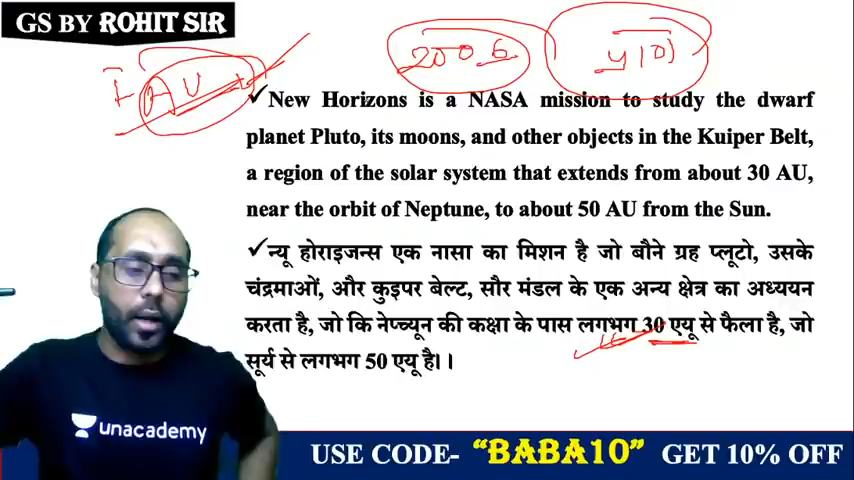 GS BY ROHIT SIR
2006
✓New Horizons is a NASA mission to study the dwarf
planet Pluto, its moons, and other objects in the Kuiper Belt,
a region of the solar system that extends from about 30 AU,
near the orbit of Neptune, to about 50 AU from the Sun.
✓न्यू होराइजन्स एक नासा का मिशन है जो बौने ग्रह प्लूटो, उसके
चंद्रमाओं, और कुइपर बेल्ट, सौर मंडल के एक अन्य क्षेत्र का अध्ययन
करता है, जो कि नेप्च्यून की कक्षा के पास लगभग 30 एयू से फैला है, जो
सूर्य से लगभग 50 एयू है।।
unacademy
USE CODE- “BABA10” GET 10% OFF